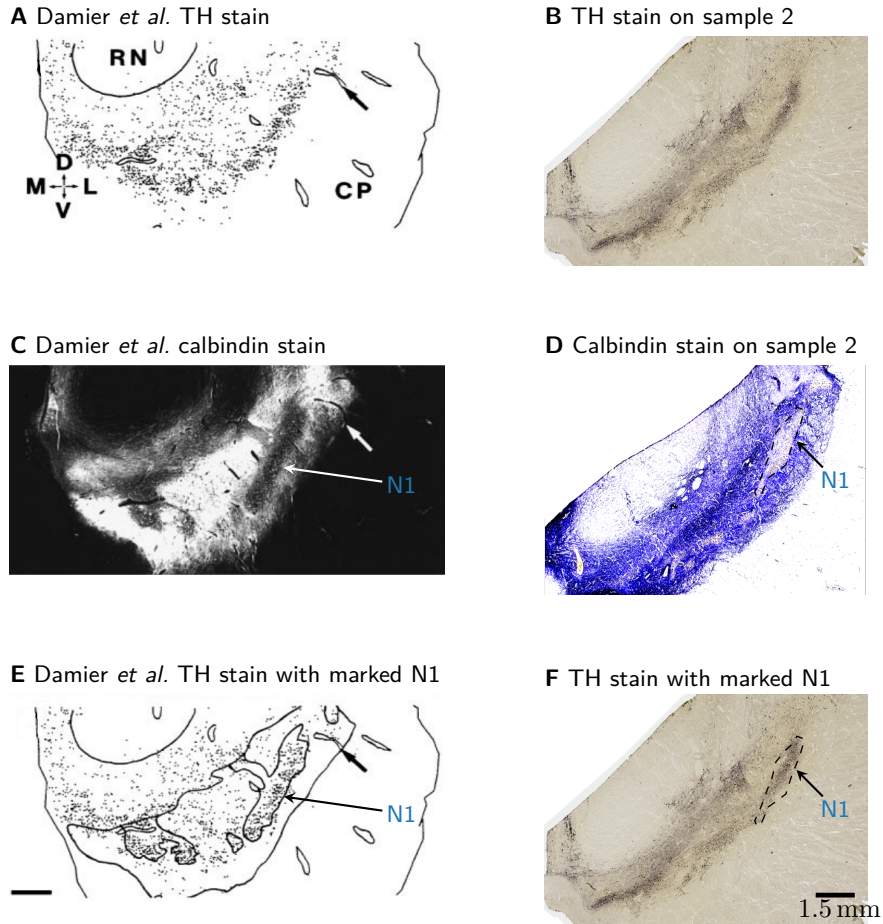 A Damier et al. TH stain
B TH stain on sample 2
RN
D
M L
V
CP
C Damier et al. calbindin stain
D Calbindin stain on sample 2
N1
N1
E Damier et al. TH stain with marked N1
F TH stain with marked N1
N1
N1
1.5 mm